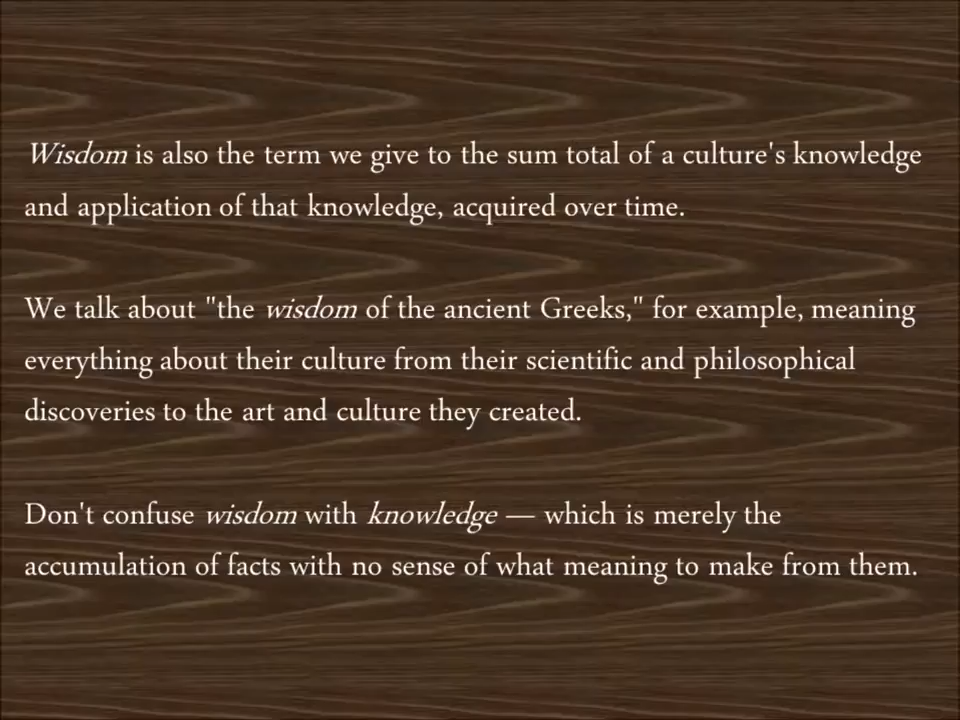 Wisdom is also the term we give to the sum total of a culture's knowledge
and application of that knowledge, acquired over time.
We talk about "the wisdom of the ancient Greeks," for example, meaning
everything about their culture from their scientific and philosophical
discoveries to the art and culture they created.
Don't confuse wisdom with knowledge — which is merely the
accumulation of facts with no sense of what meaning to make from them.